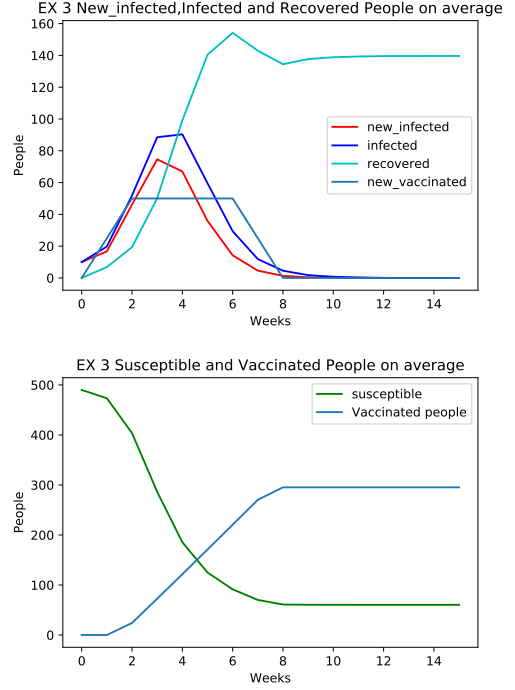 EX 3 New_infected,Infected and Recovered People on average
160
140
120
100
80
60
40
20
0
People
new_infected
infected
recovered
new_vaccinated
0 2 4 6 8 10 12 14
Weeks
EX 3 Susceptible and Vaccinated People on average
500
400
300
200
100
0
People
susceptible
Vaccinated people
0 2 4 6 8 10 12 14
Weeks